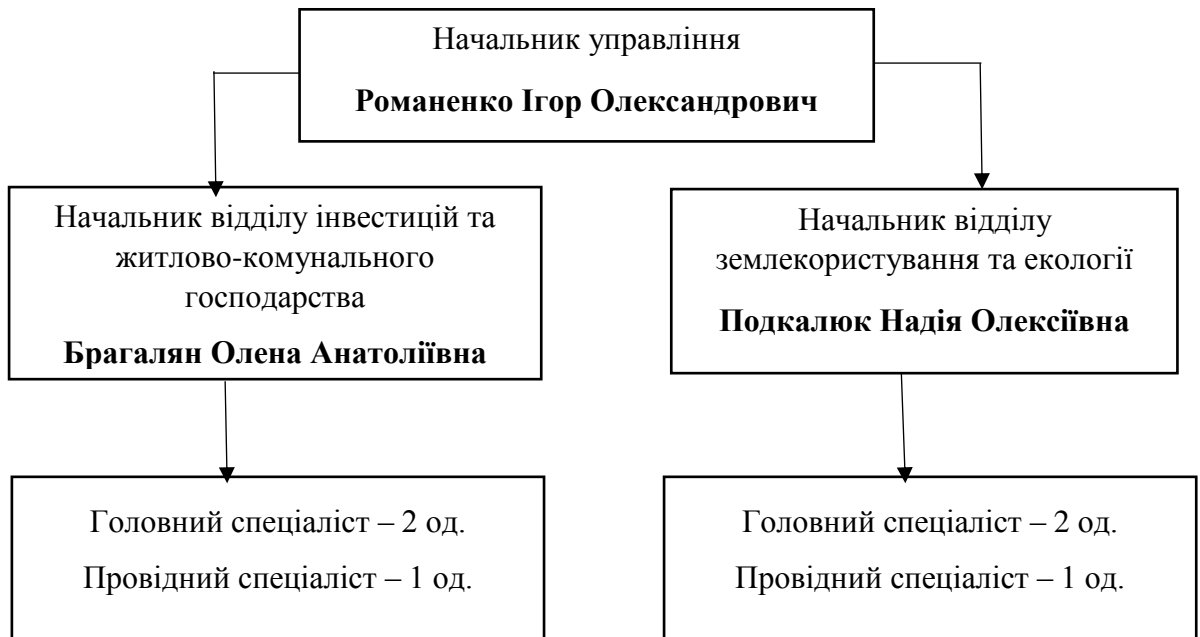 Начальник управління
Романенко Ігор Олександрович
Начальник відділу інвестицій та
житлово-комунального
господарства
Брагалян Олена Анатоліївна
Начальник відділу
землекористування та екології
Подкалюк Надія Олексіївна
Головний спеціаліст – 2 од.
Провідний спеціаліст – 1 од.
Головний спеціаліст – 2 од.
Провідний спеціаліст – 1 од.